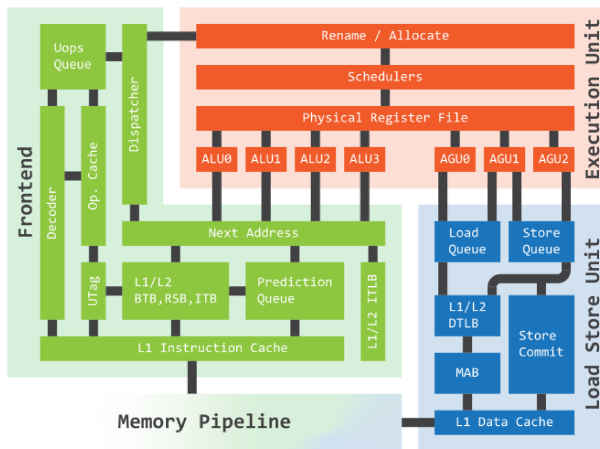 Frontend
Uops
Queue
Decoder
Op. Cache
UTag
Dispatcher
Next Address
L1/L2
BTB,RSB,ITB
Prediction
Queue
L1/L2 ITLB
L1 Instruction Cache
Execution Unit
Rename / Allocate
Schedulers
Physical Register File
ALU0
ALU1
ALU2
ALU3
AGU0
AGU1
AGU2
Load Store Unit
Load
Queue
Store
Queue
L1/L2
DTLB
MAB
Store
Commit
L1 Data Cache
Memory Pipeline